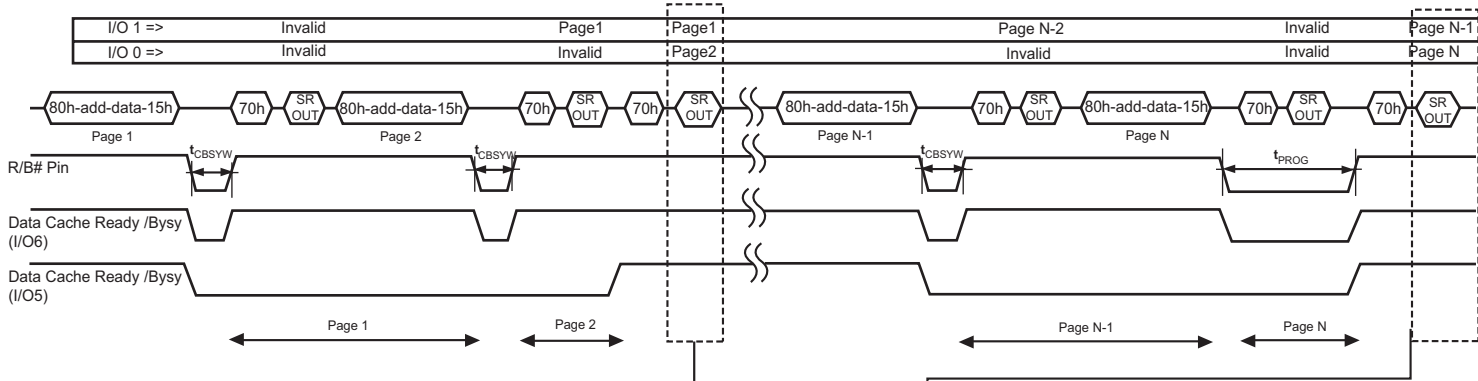 I/O 1 => Invalid Page1 Page1 Page N-2 Invalid Page N-1
I/O 0 => Invalid Invalid Page2 Invalid Invalid Page N
80h-add-data-15h 70h SR OUT 80h-add-data-15h 70h SR OUT 70h SR OUT 80h-add-data-15h 70h SR OUT 80h-add-data-15h 70h SR OUT 70h SR OUT
Page 1 Page 2 Page N-1 Page N
R/B# Pin tCBSYW tCBSYW tCBSYW tPROG
Data Cache Ready /Bysy
(I/O6)
Data Cache Ready /Bysy
(I/O5)
Page 1 Page 2 Page N-1 Page N